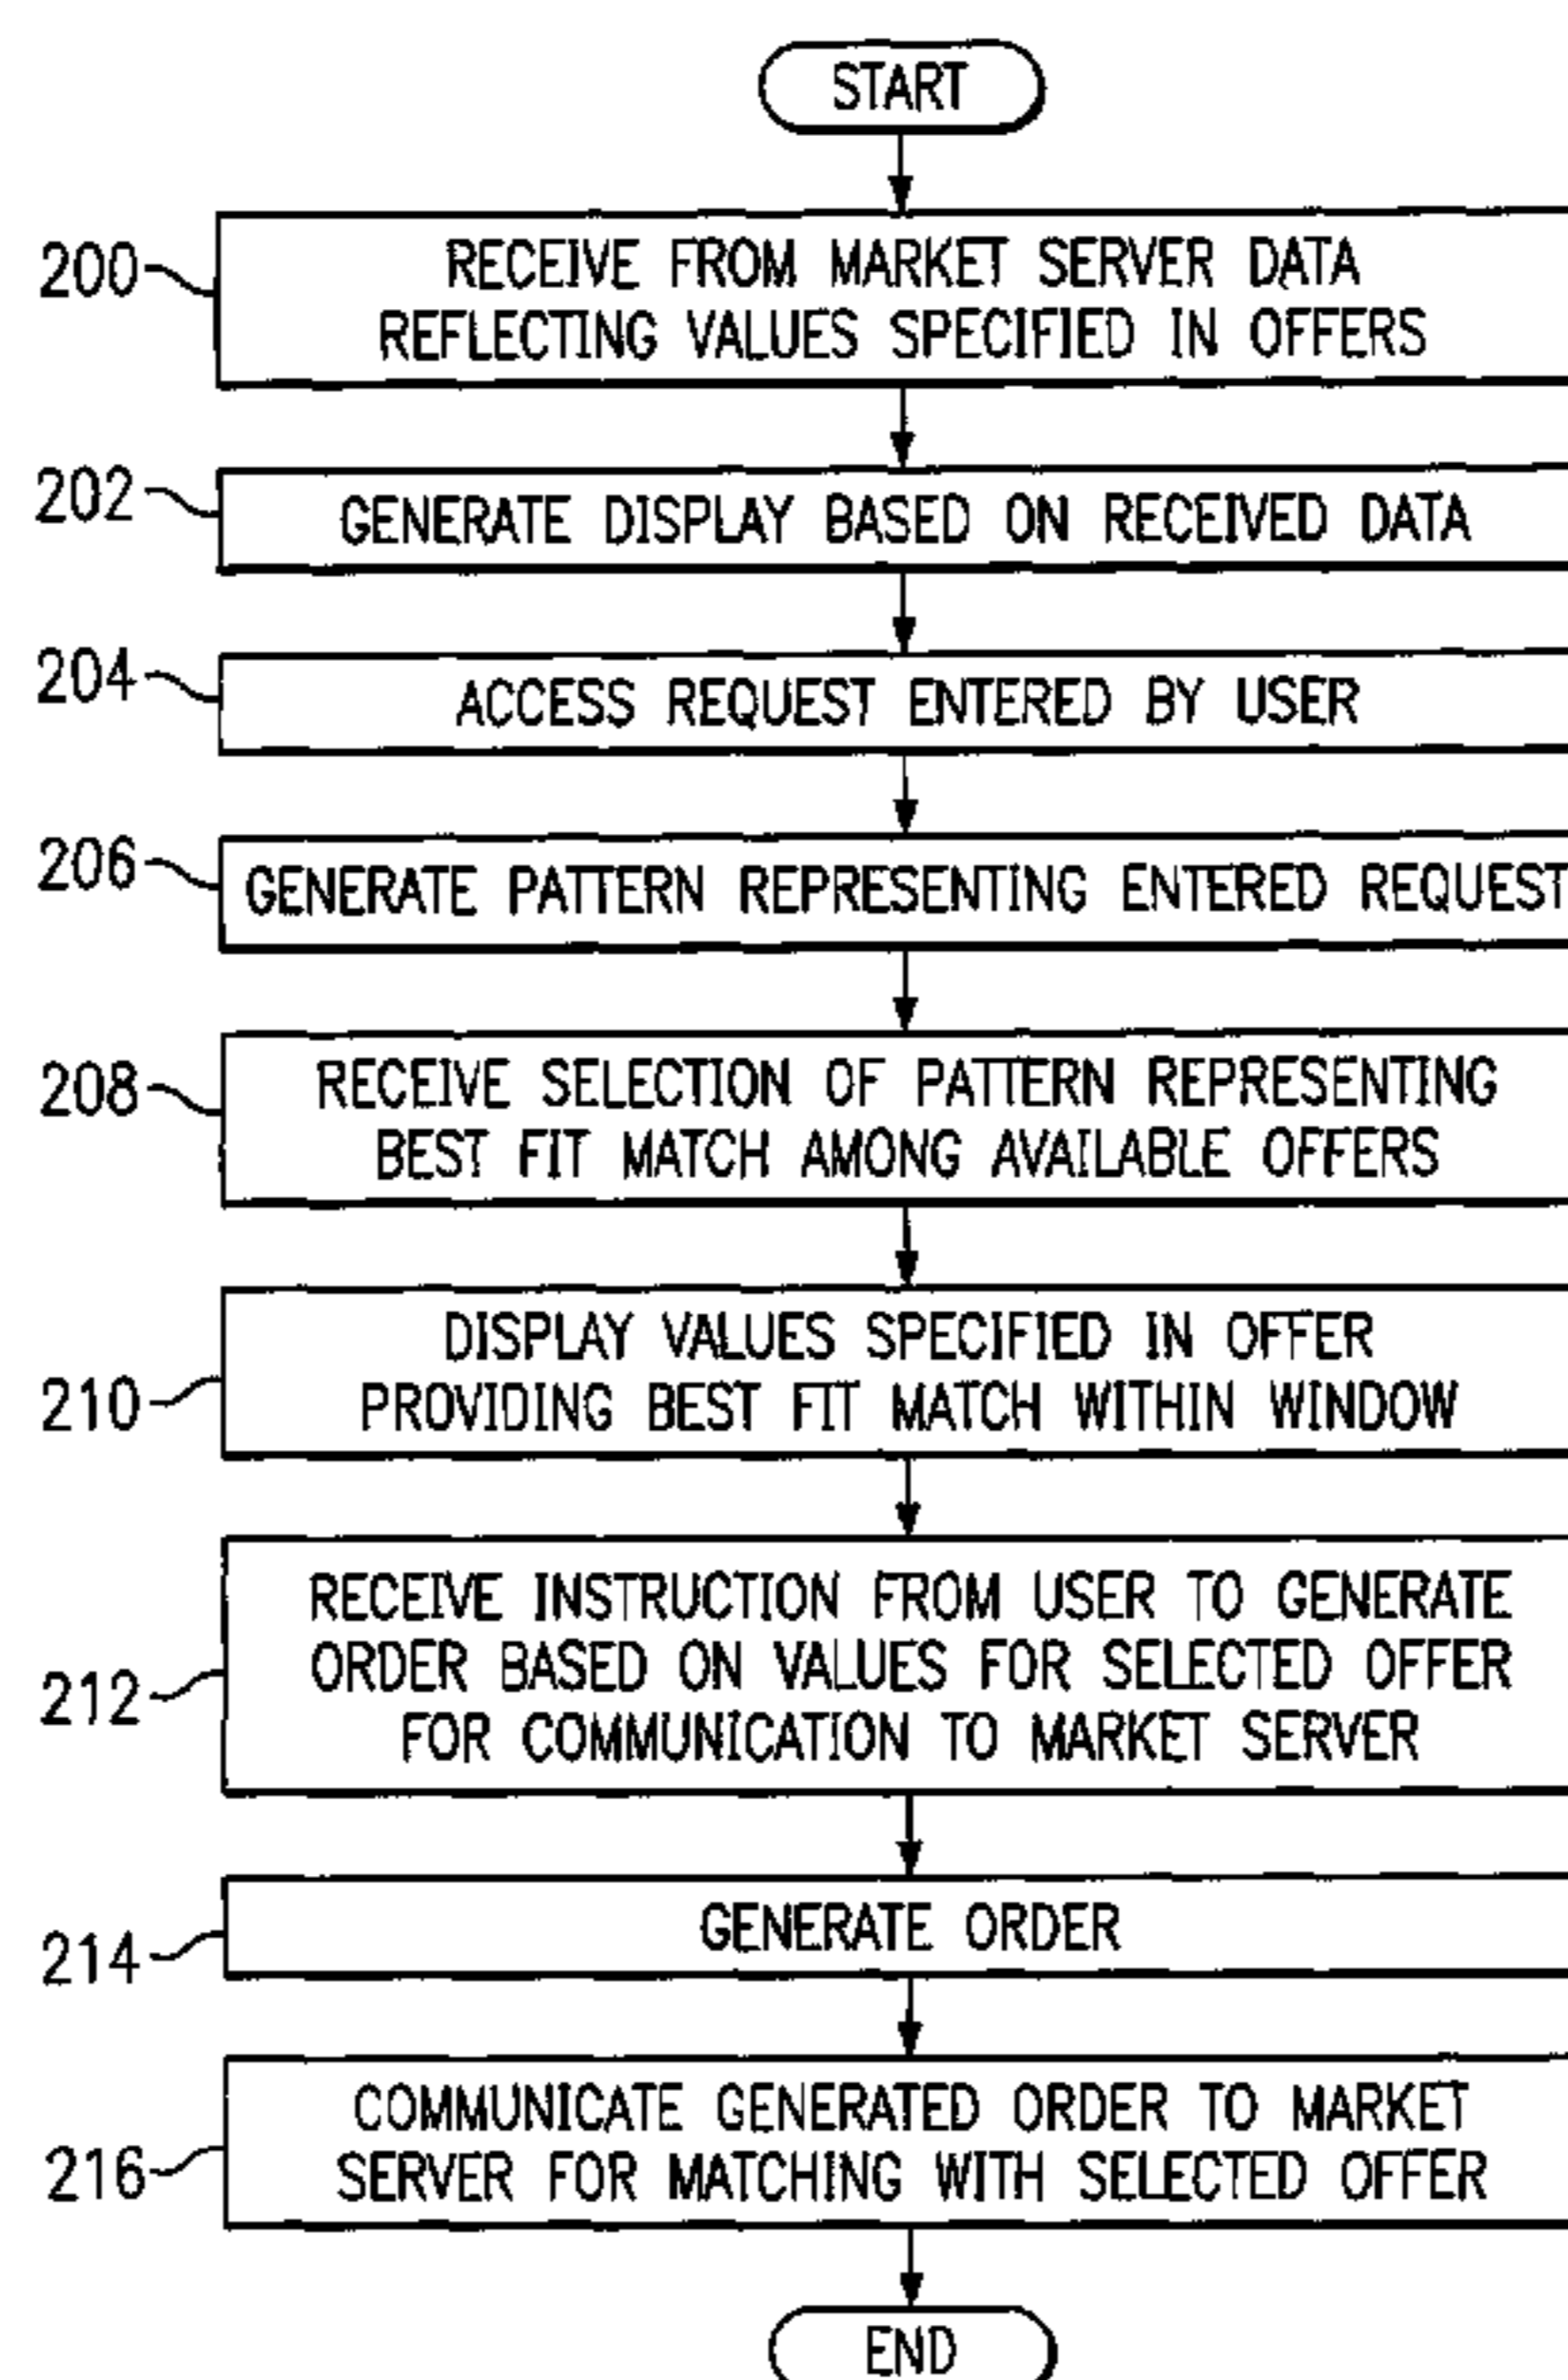 START
200
RECEIVE FROM MARKET SERVER DATA
REFLECTING VALUES SPECIFIED IN OFFERS
202
GENERATE DISPLAY BASED ON RECEIVED DATA
204
ACCESS REQUEST ENTERED BY USER
206
GENERATE PATTERN REPRESENTING ENTERED REQUEST
208
RECEIVE SELECTION OF PATTERN REPRESENTING
BEST FIT MATCH AMONG AVAILABLE OFFERS
210
DISPLAY VALUES SPECIFIED IN OFFER
PROVIDING BEST FIT MATCH WITHIN WINDOW
212
RECEIVE INSTRUCTION FROM USER TO GENERATE
ORDER BASED ON VALUES FOR SELECTED OFFER
FOR COMMUNICATION TO MARKET SERVER
214
GENERATE ORDER
216
COMMUNICATE GENERATED ORDER TO MARKET
SERVER FOR MATCHING WITH SELECTED OFFER
END